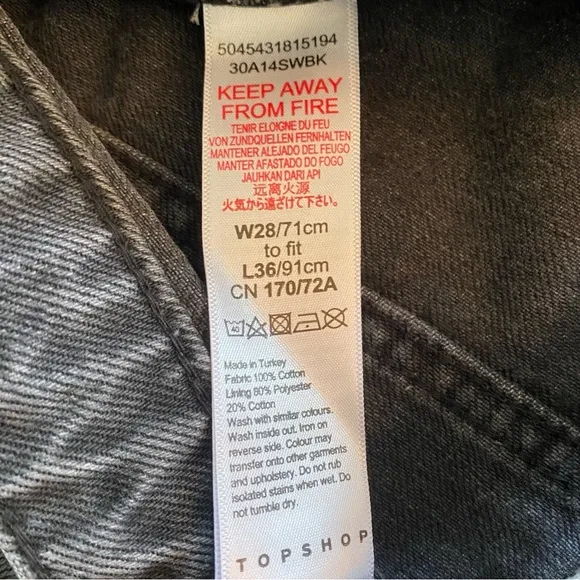 5045431815194
30A14SWBK
KEEP AWAY
FROM FIRE
TENIR ELOIGNE DU FEU
VON ZUNDQUELLEN FERNHALTEN
MANTENER ALEJADO DEL FEUGO
MANTER AFASTADO DO FOGO
JAUHKAN DARI API
远离火源
火気から遠ざけて下さい。
W28/71cm
to fit
L36/91cm
CN 170/72A
40
Made in Turkey
Fabric 100% Cotton
Lining 80% Polyester
20% Cotton
Wash with similar colours.
Wash inside out. Iron on
reverse side. Colour may
transfer onto other garments
and upholstery. Do not rub
isolated stains when wet. Do
not tumble dry.
TOPSHOP